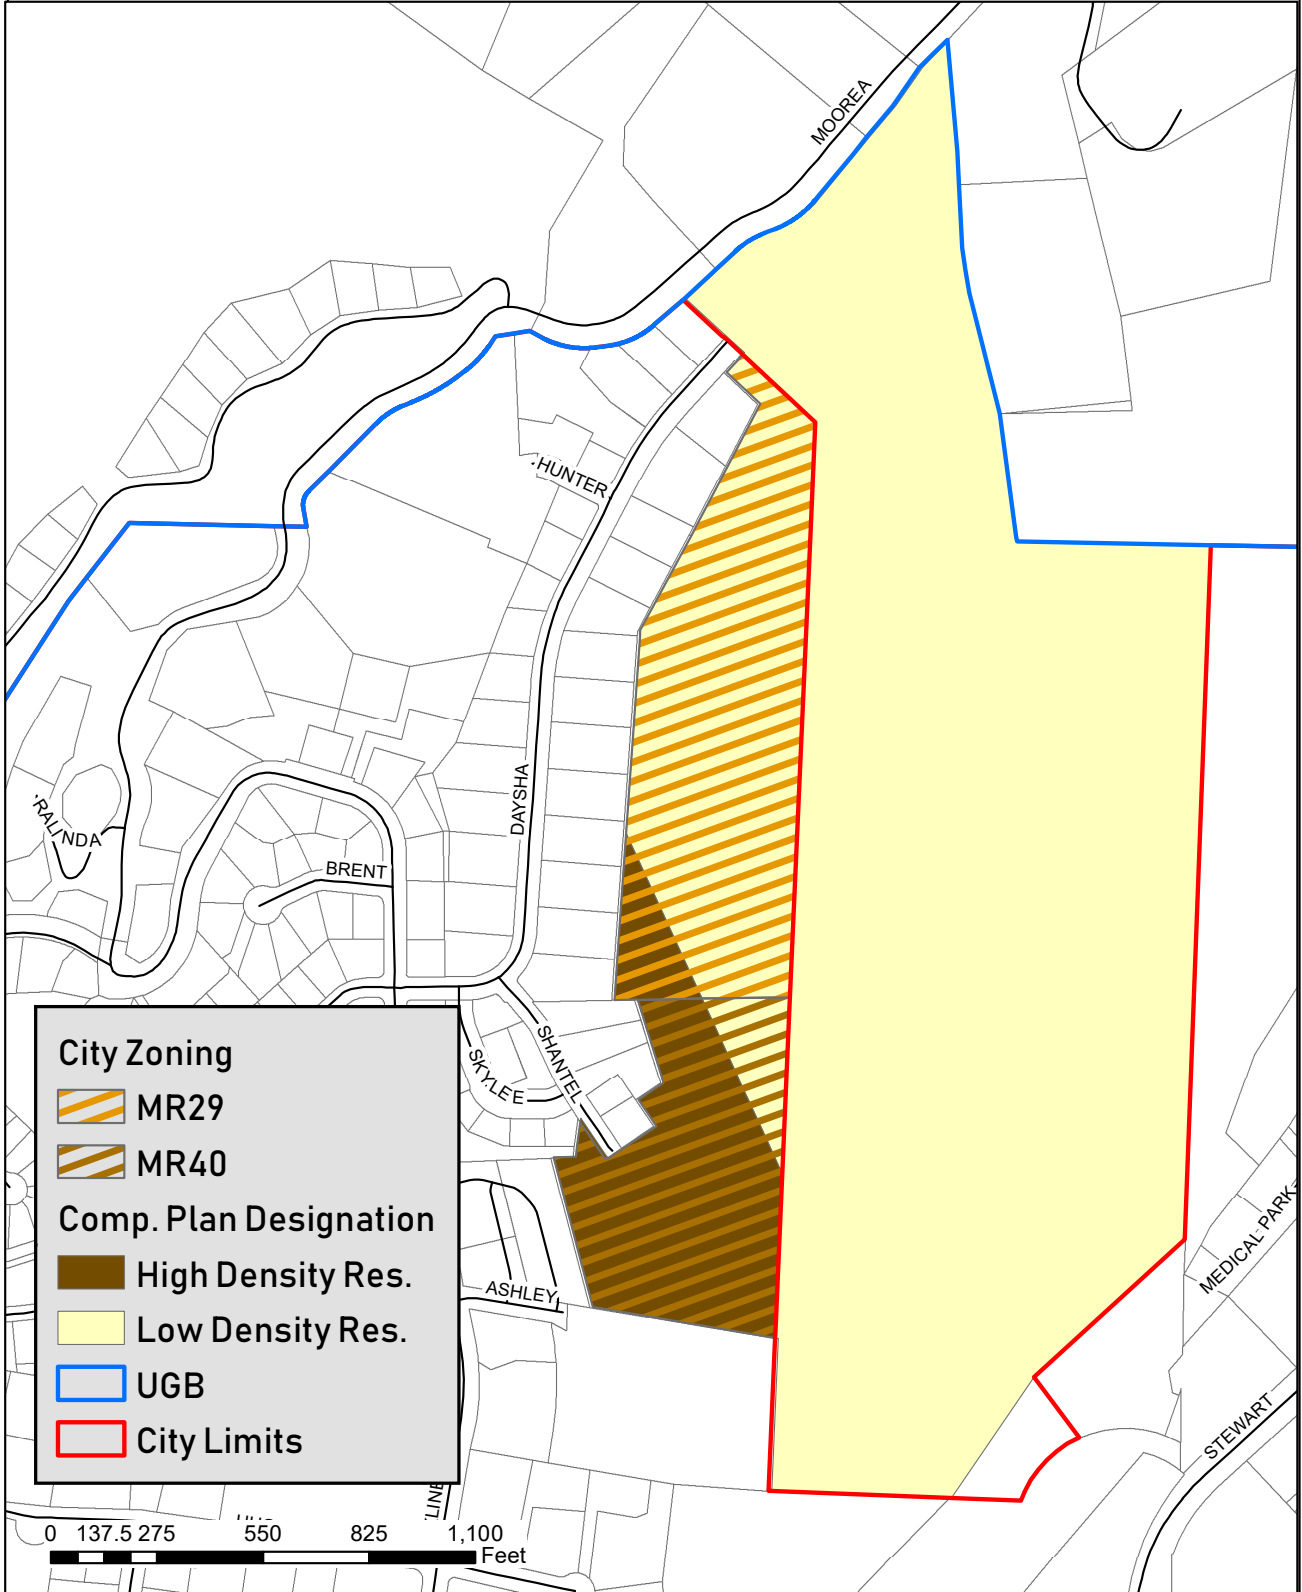 MOOREA
HUNTER
DAYSHA
BRENT
SHANTEL
SKYLEE
ASHLEY
MEDICAL PARK
STEWART
City Zoning
MR29
MR40
Comp. Plan Designation
High Density Res.
Low Density Res.
UGB
City Limits
0 137.5 275 550 825 1,100
Feet